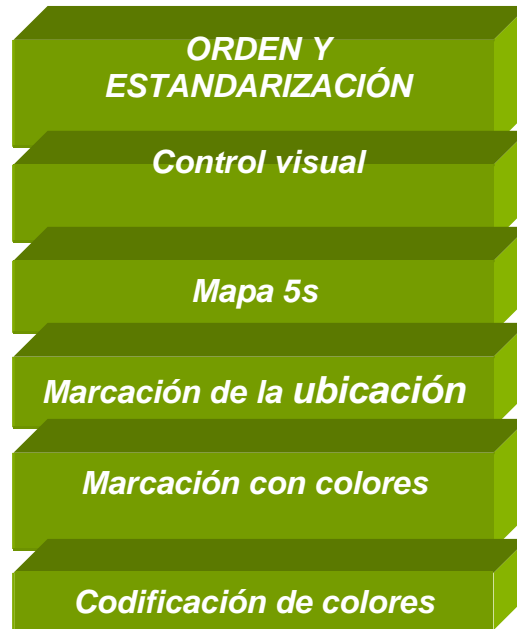 ORDEN Y
ESTANDARIZACIÓN
Control visual
Mapa 5s
Marcación de la ubicación
Marcación con colores
Codificación de colores